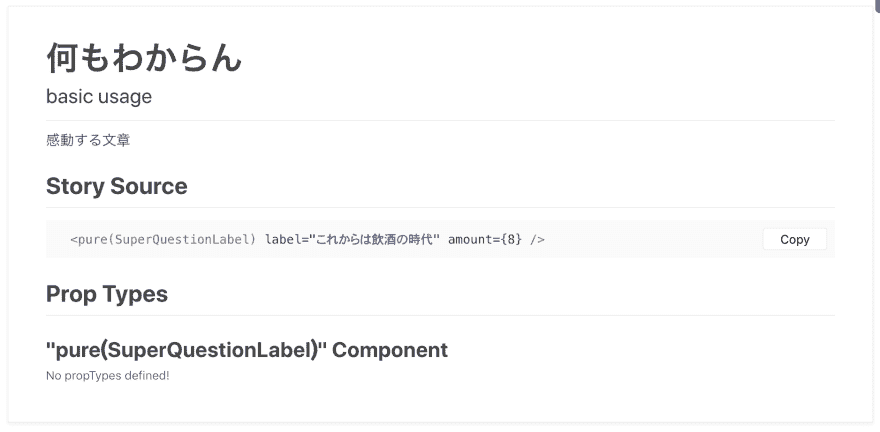 何もわからん
basic usage
感動する文章
Story Source
<pure(SuperQuestionLabel) label="これからは飲酒の時代" amount={8} />
Copy
Prop Types
"pure(SuperQuestionLabel)" Component
No propTypes defined!